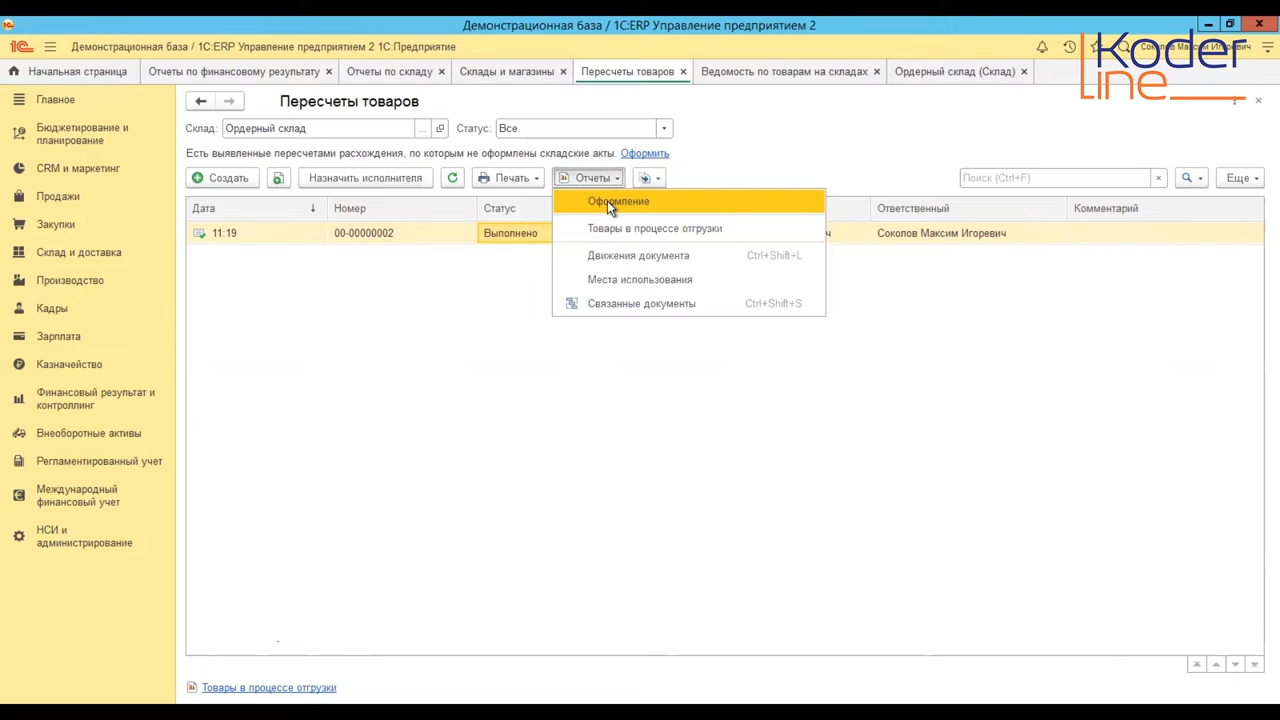 Демонстрационная база / 1С:ERP Управление предприятием 2
Демонстрационная база / 1С:ERP Управление предприятием 2 1С:Предприятие
Соколов Максим Игоревич
Koder
line
Начальная страница
Отчеты по финансовому результату
Отчеты по складу
Склады и магазины
Пересчеты товаров
Ведомость по товарам на складах
Ордерный склад (Склад)
Главное
Бюджетирование и
планирование
CRM и маркетинг
Продажи
Закупки
Склад и доставка
Производство
Кадры
Зарплата
Казначейство
Финансовый результат и
контроллинг
Внеоборотные активы
Регламентированный учет
Международный
финансовый учет
НСИ и
администрирование
Пересчеты товаров
Склад: Ордерный склад
Статус: Все
Есть выявленные пересчетами расхождения, по которым не оформлены складские акты. Оформить
Создать
Назначить исполнителя
Печать
Отчеты
Поиск (Ctrl+F)
Еще
Дата
Номер
Статус
Ответственный
Комментарий
11:19
00-00000002
Выполнено
Соколов Максим Игоревич
Оформление
Товары в процессе отгрузки
Движения документа Ctrl+Shift+L
Места использования
Связанные документы Ctrl+Shift+S
Товары в процессе отгрузки